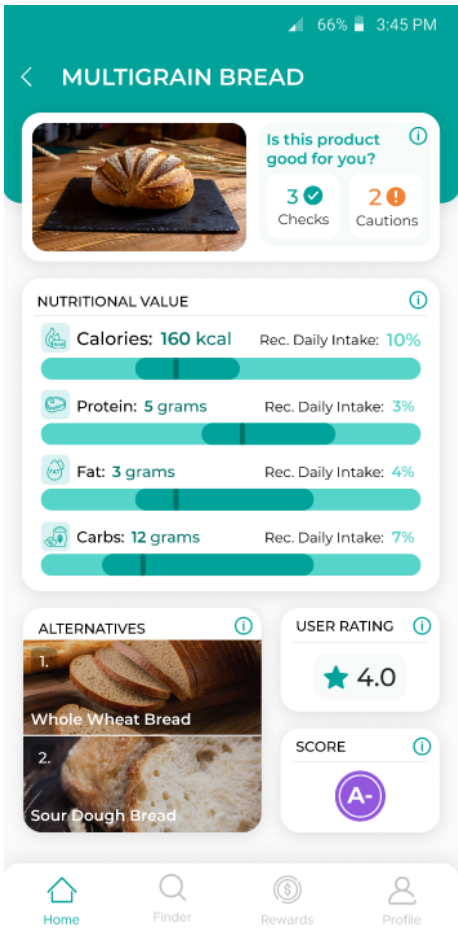 66% 3:45 PM
MULTIGRAIN BREAD
Is this product
good for you?
3
Checks
2
Cautions
NUTRITIONAL VALUE
Calories: 160 kcal Rec. Daily Intake: 10%
Protein: 5 grams Rec. Daily Intake: 3%
FAT
Fat: 3 grams Rec. Daily Intake: 4%
Carbs: 12 grams Rec. Daily Intake: 7%
ALTERNATIVES
1.
Whole Wheat Bread
2.
Sour Dough Bread
USER RATING
4.0
SCORE
A-
Home Finder Rewards Profile